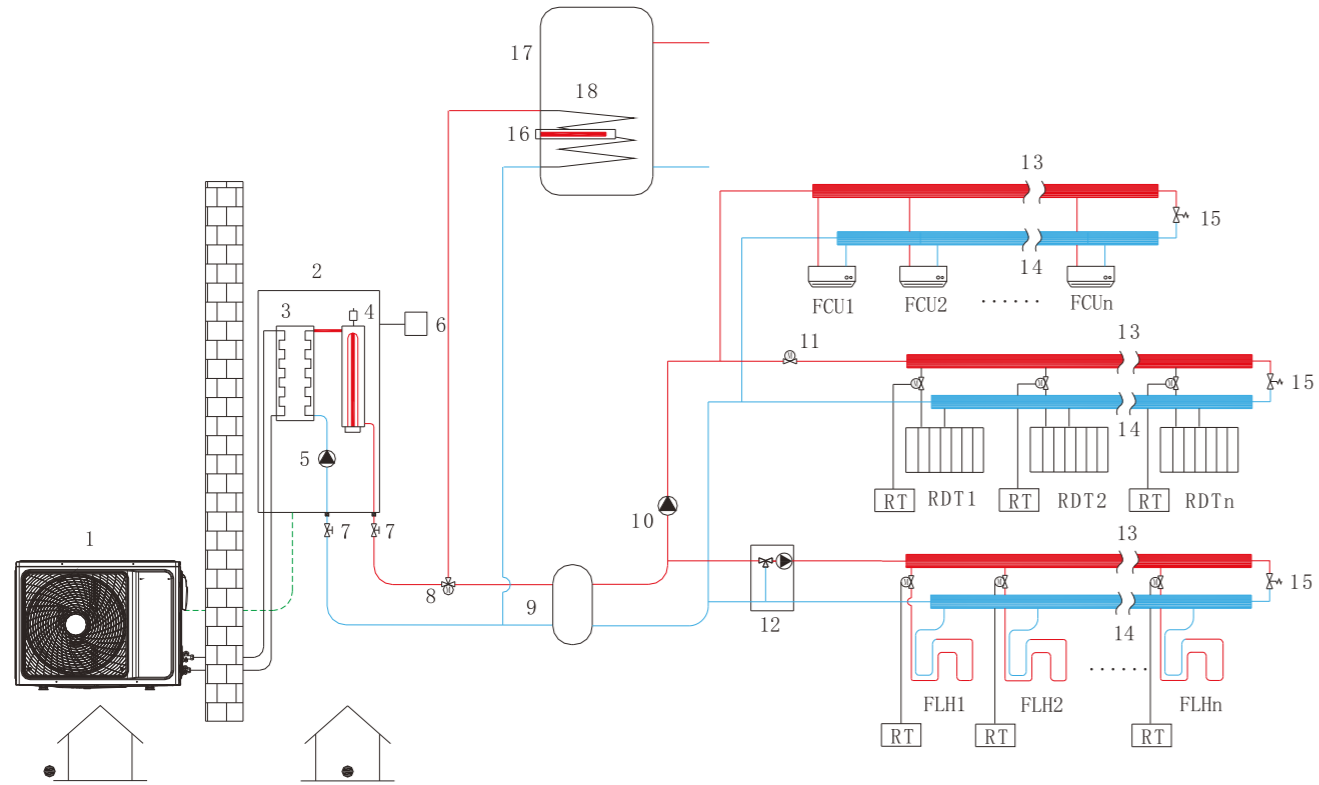 17
18
16
13
15
14
FCU1 FCU2 ...... FCUn
2
3 4
6
5
11
13
15
14
RT RDT1 RT RDT2 RT RDTn
7 7
10
1
8
9
12
13
15
14
......
FLH1 FLH2 FLHn
RT RT RT
M
M
M
M
M
M
M
M